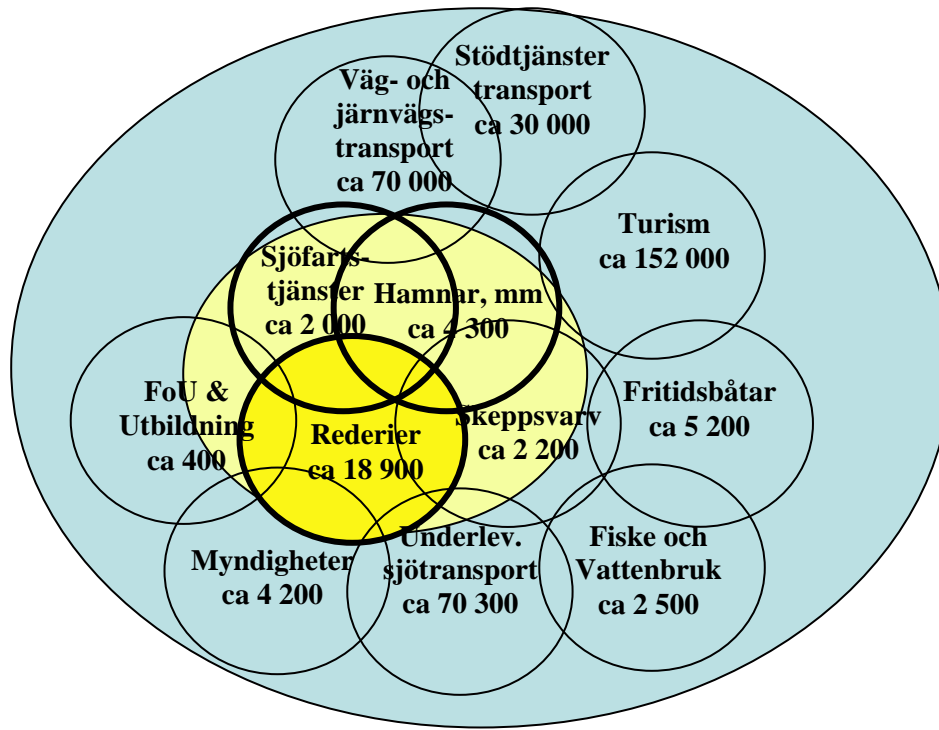 Stödtjänster
transport
ca 30 000
Väg- och
järnvägs-
transport
ca 70 000
Turism
ca 152 000
Sjöfarts-
tjänster
ca 2 000
Hamnar, mm
ca 4 300
FoU &
Utbildning
ca 400
Rederier
ca 18 900
Skeppsvarv
ca 2 200
Fritidsbåtar
ca 5 200
Myndigheter
ca 4 200
Underlev.
sjötransport
ca 70 300
Fiske och
Vattenbruk
ca 2 500